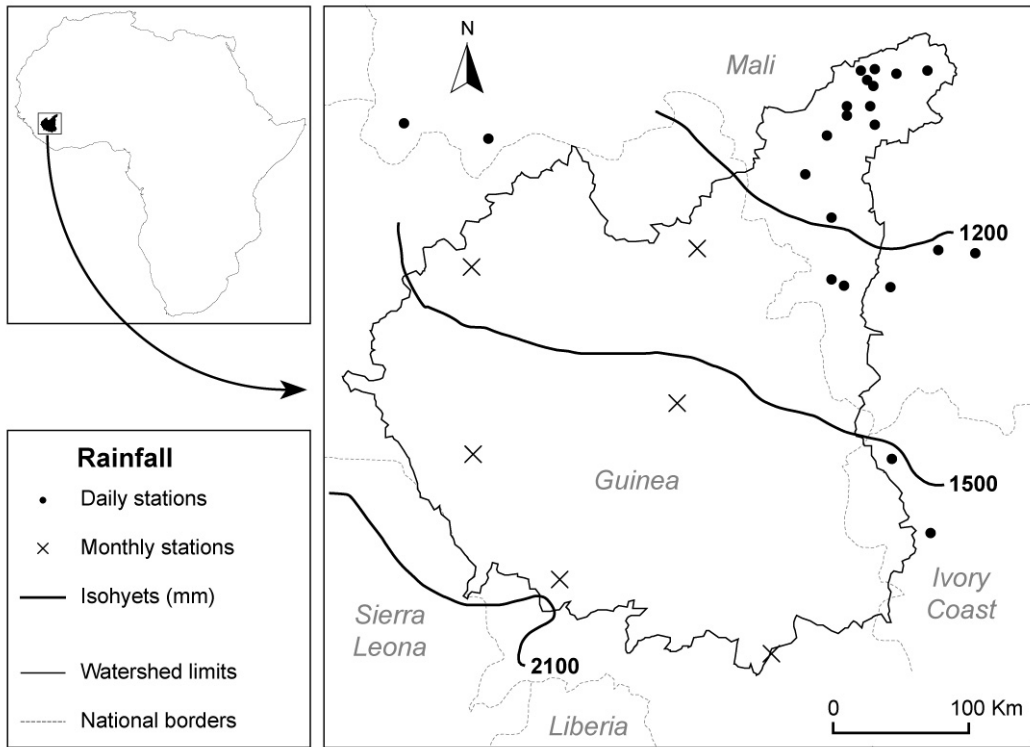 N
Mali
1200
Guinea
1500
Ivory
Coast
Sierra
Leona
2100
Liberia
0 100 Km
Rainfall
Daily stations
Monthly stations
Isohyets (mm)
Watershed limits
National borders